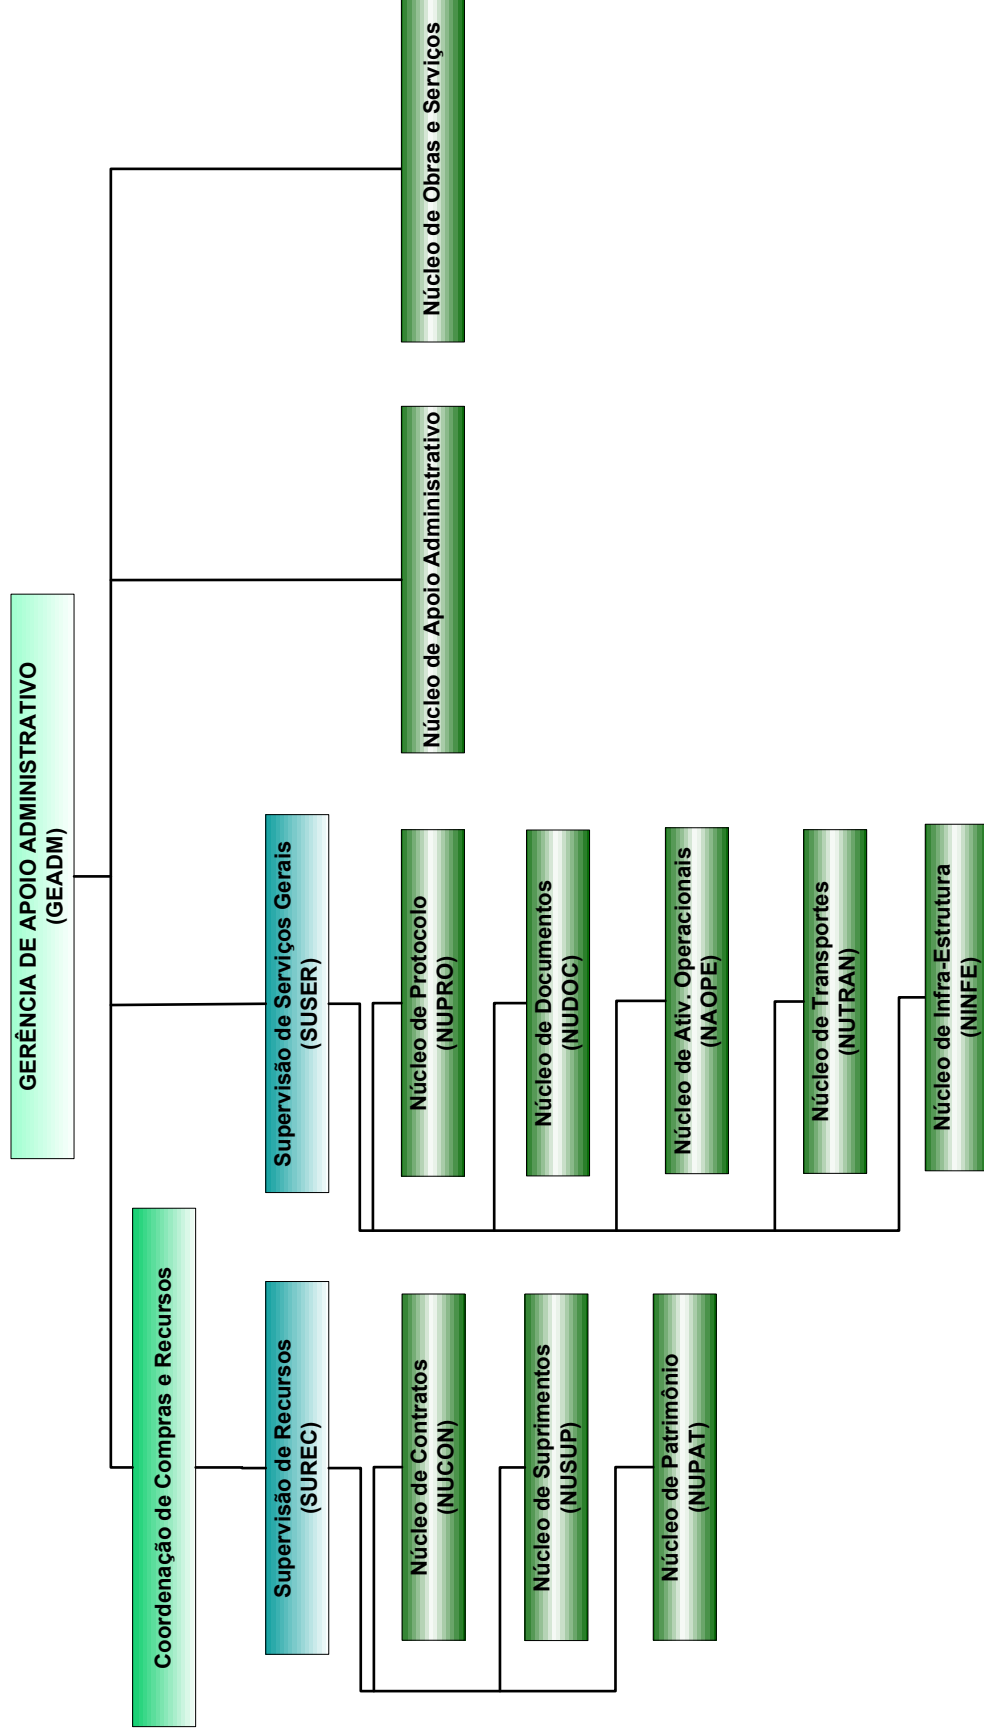 GERÊNCIA DE APOIO ADMINISTRATIVO
(GEADM)
Coordenação de Compras e Recursos
Supervisão de Recursos
(SUREC)
Núcleo de Contratos
(NUCON)
Núcleo de Suprimentos
(NUSUP)
Núcleo de Patrimônio
(NUPAT)
Supervisão de Serviços Gerais
(SUSER)
Núcleo de Protocolo
(NUPRO)
Núcleo de Documentos
(NUDOC)
Núcleo de Ativ. Operacionais
(NAOPE)
Núcleo de Transportes
(NUTRAN)
Núcleo de Infra-Estrutura
(NINFE)
Núcleo de Apoio Administrativo
Núcleo de Obras e Serviços